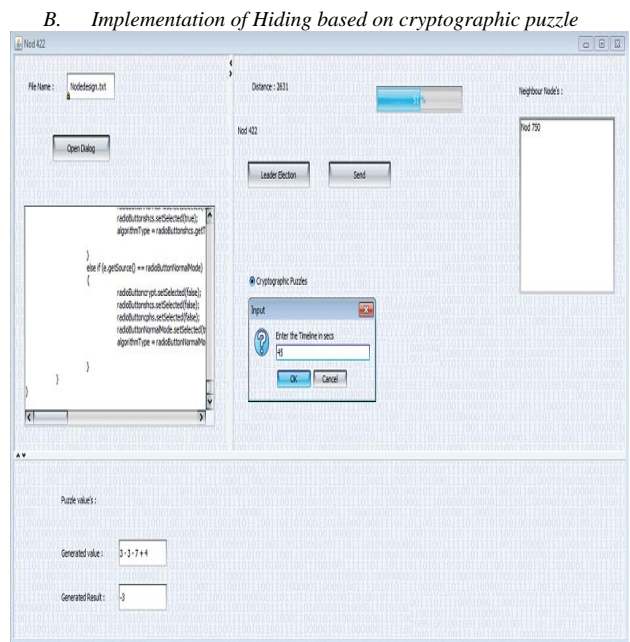 B. Implementation of Hiding based on cryptographic puzzle
Nod 422
File Name :
Nodedesign.txt
Open Dialog
radioButtonshcs.setSelected(true);
algorithmType = radioButtonshcs.getT
}
else if (e.getSource() == radioButtonNormalMode)
{
radioButtoncrypt.setSelected(false);
radioButtonshcs.setSelected(false);
radioButtoncphs.setSelected(false);
radioButtonNormalMode.setSelected(t
algorithmType = radioButtonNormalMo
}
}
}
Distance : 2631
31%
Nod 422
Leader Election
Send
Cryptographic Puzzles
Input
Enter the Timeline in secs
45
OK
Cancel
Neighbour Node's :
Nod 750
Puzzle value's :
Generated value :
3 - 3 - 7 + 4
Generated Result :
-3